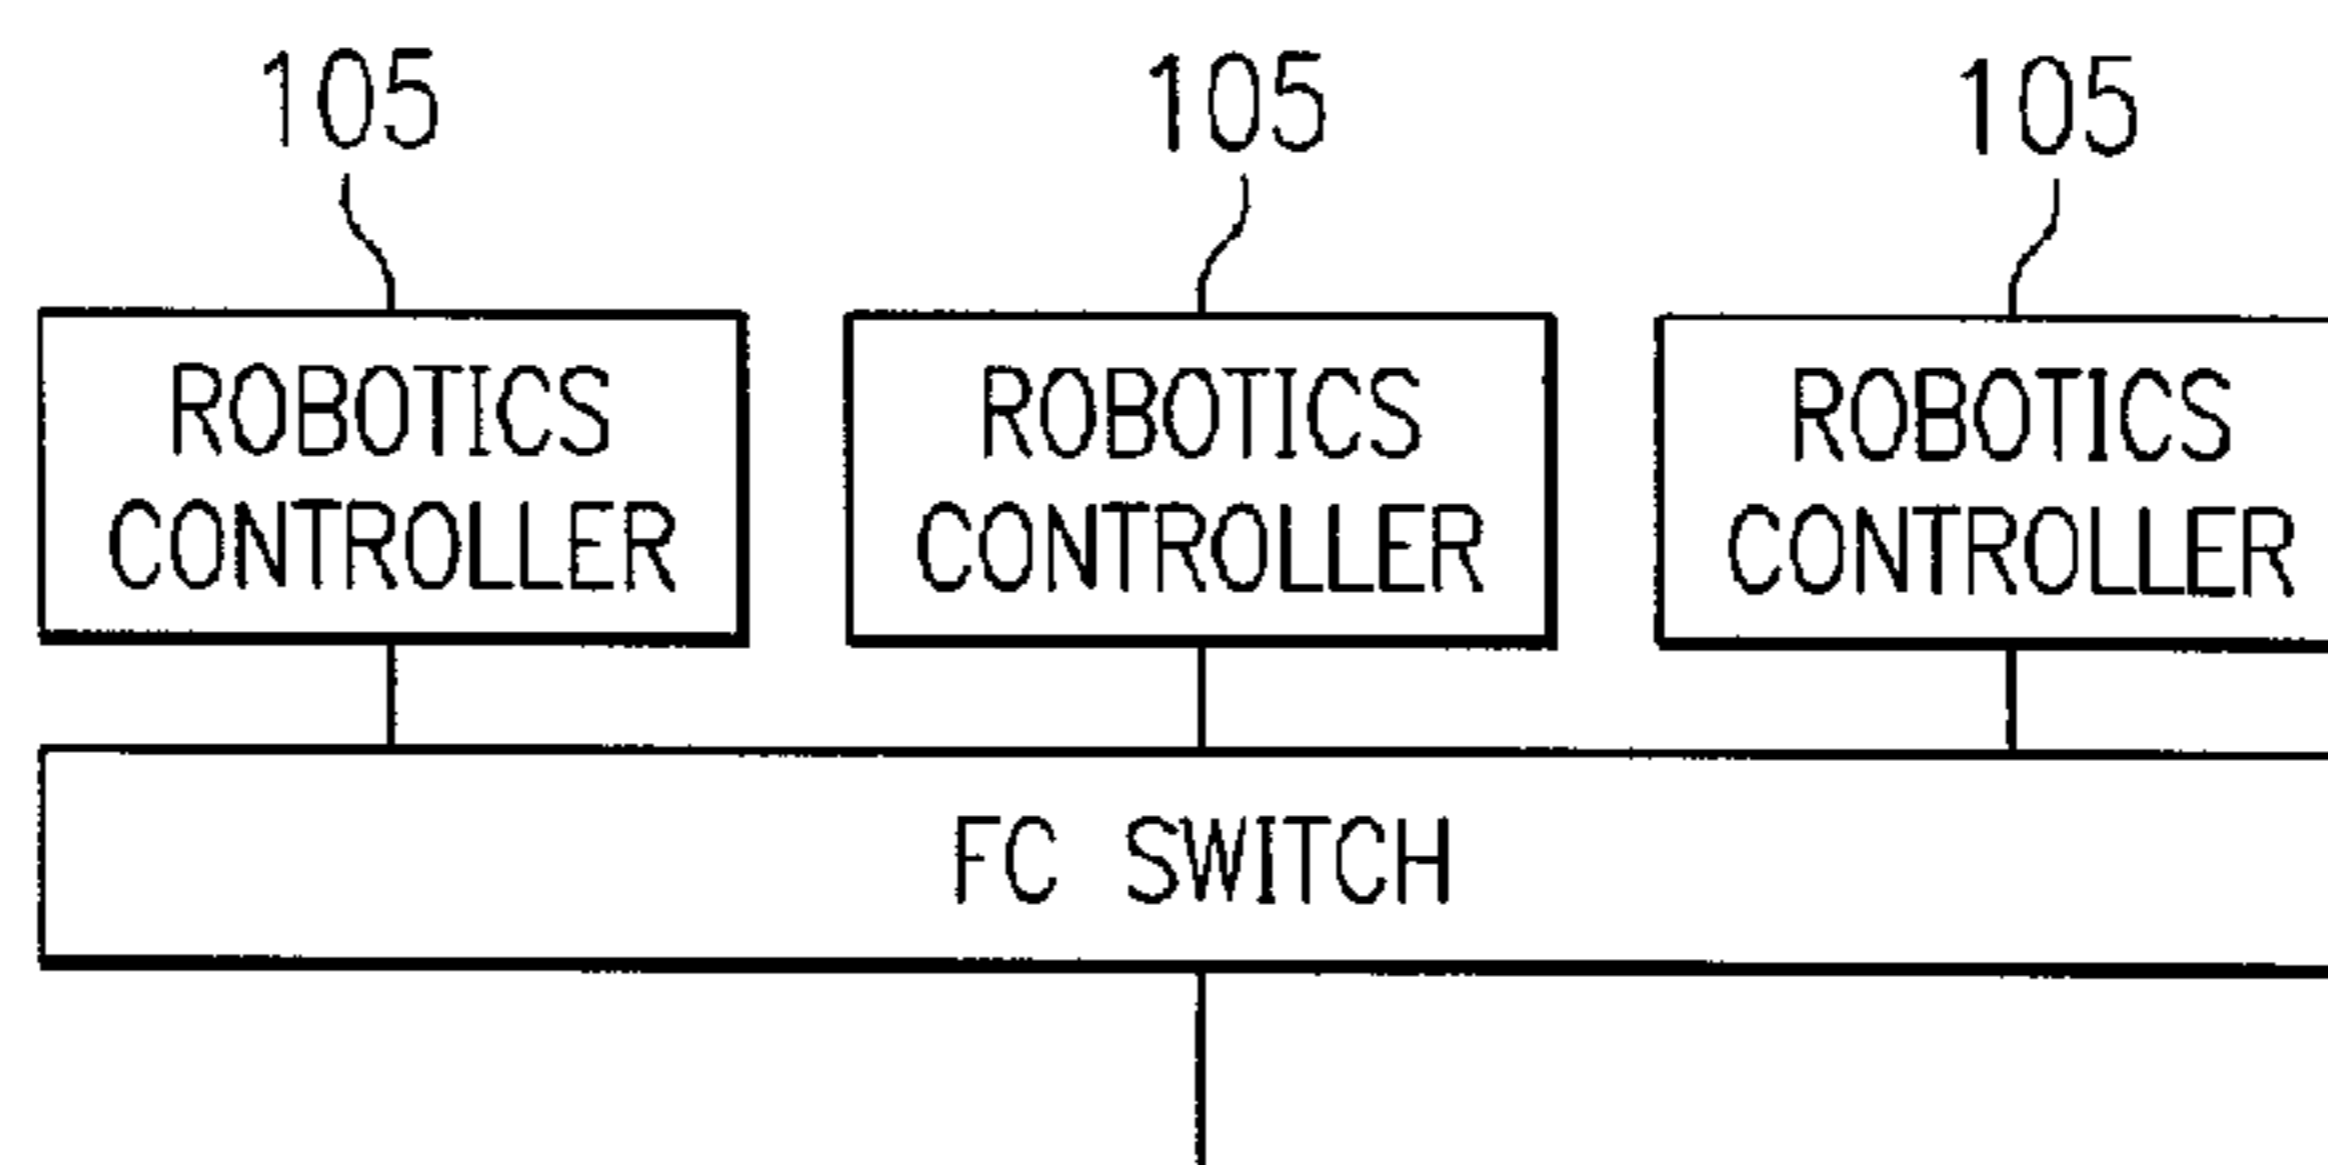 105 105 105
ROBOTICS ROBOTICS ROBOTICS
CONTROLLER CONTROLLER CONTROLLER
FC SWITCH